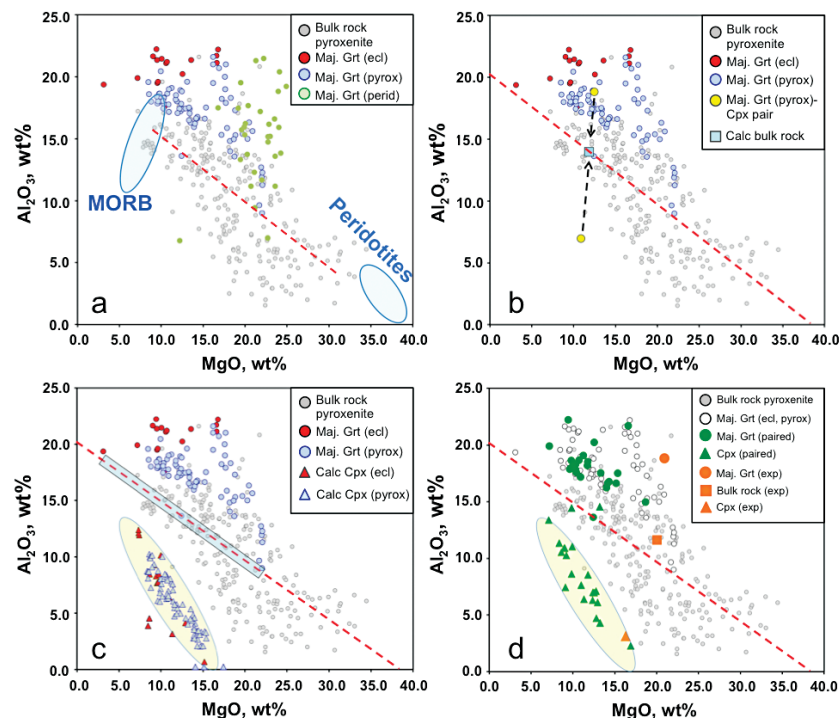 25.0
20.0
15.0
10.0
5.0
0.0
Al₂O₃, wt%
0.0 5.0 10.0 15.0 20.0 25.0 30.0 35.0 40.0
MgO, wt%
Bulk rock
pyroxenite
Maj. Grt (ecl)
Maj. Grt (pyrox)
Maj. Grt (perid)
MORB
Peridotites
a
25.0
20.0
15.0
10.0
5.0
0.0
Al₂O₃, wt%
0.0 5.0 10.0 15.0 20.0 25.0 30.0 35.0 40.0
MgO, wt%
Bulk rock
pyroxenite
Maj. Grt (ecl)
Maj. Grt (pyrox)
Maj. Grt (pyrox)-
Cpx pair
Calc bulk rock
b
25.0
20.0
15.0
10.0
5.0
0.0
Al₂O₃, wt%
0.0 5.0 10.0 15.0 20.0 25.0 30.0 35.0 40.0
MgO, wt%
Bulk rock
pyroxenite
Maj. Grt (ecl)
Maj. Grt (pyrox)
Calc Cpx (ecl)
Calc Cpx (pyrox)
c
25.0
20.0
15.0
10.0
5.0
0.0
Al₂O₃, wt%
0.0 5.0 10.0 15.0 20.0 25.0 30.0 35.0 40.0
MgO, wt%
Bulk rock pyroxenite
Maj. Grt (ecl, pyrox)
Maj. Grt (paired)
Cpx (paired)
Maj. Grt (exp)
Bulk rock (exp)
Cpx (exp)
d